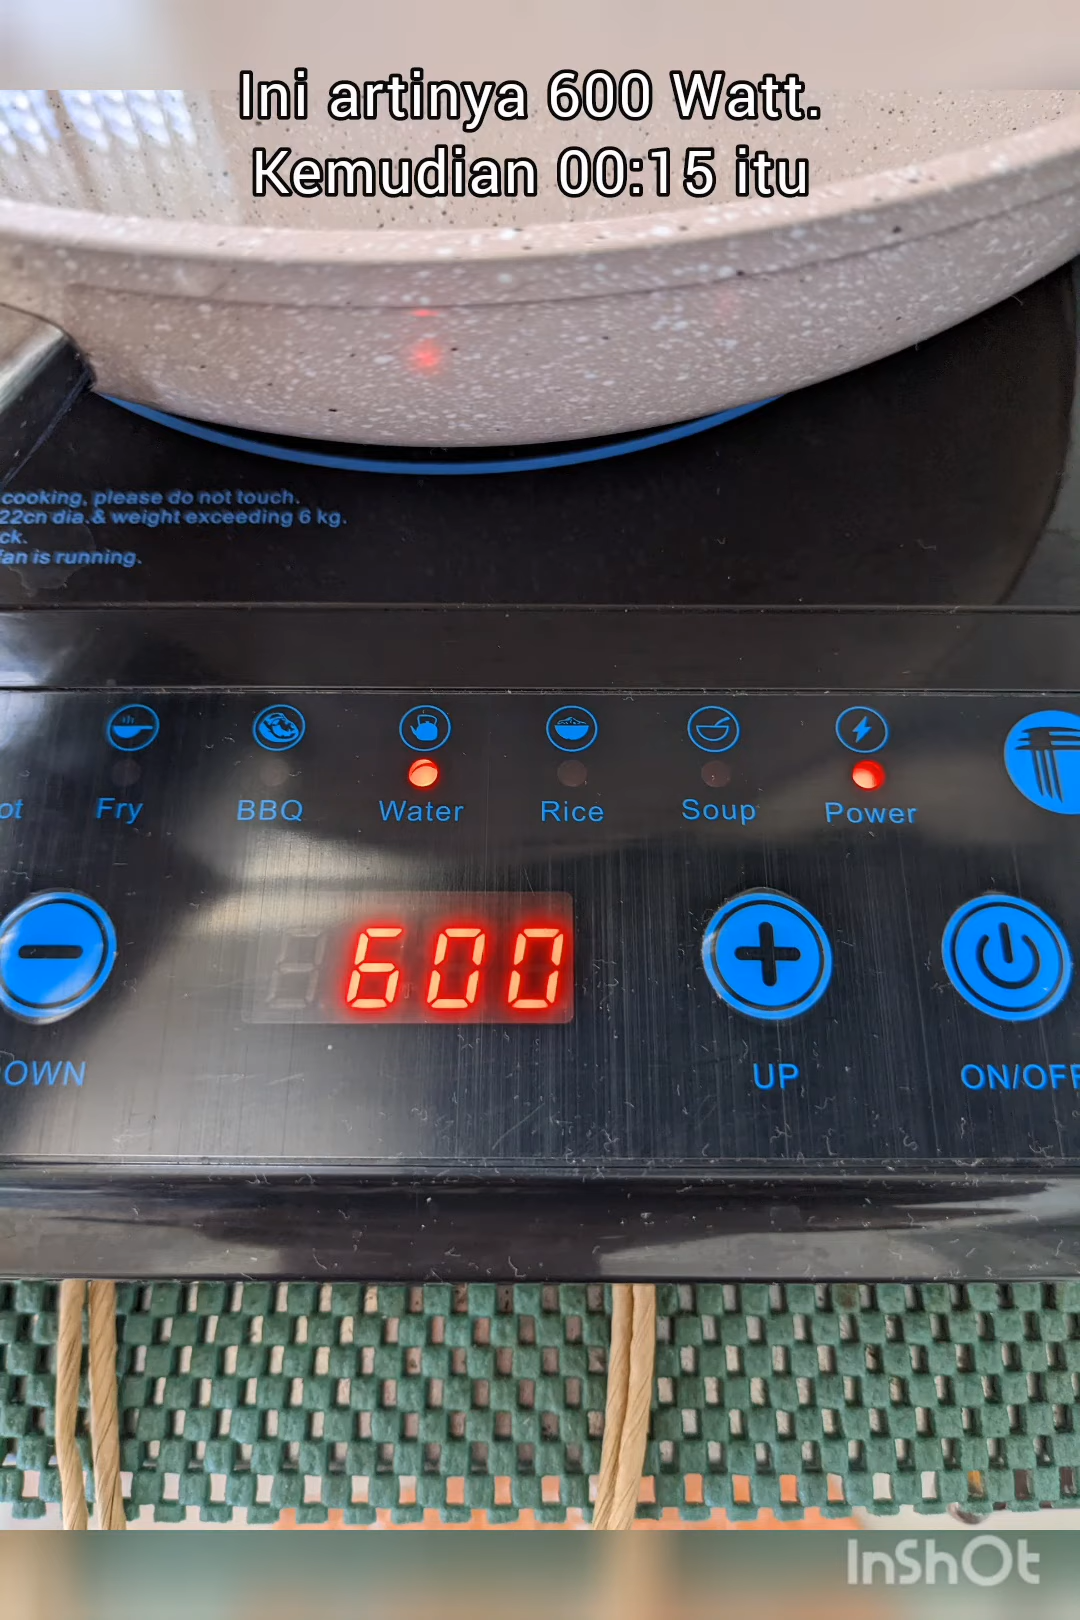 Ini artinya 600 Watt.
Kemudian 00:15 itu
cooking, please do not touch.
22cn dia.& weight exceeding 6 kg.
ck.
fan is running.
ot
Fry
BBQ
Water
Rice
Soup
Power
600
OWN
UP
ON/OFF
InShOt